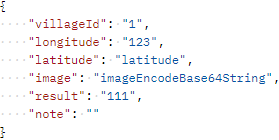 {
    "villageId": "1",
    "longitude": "123",
    "latitude": "latitude",
    "image": "imageEncodeBase64String",
    "result": "111",
    "note": ""
}